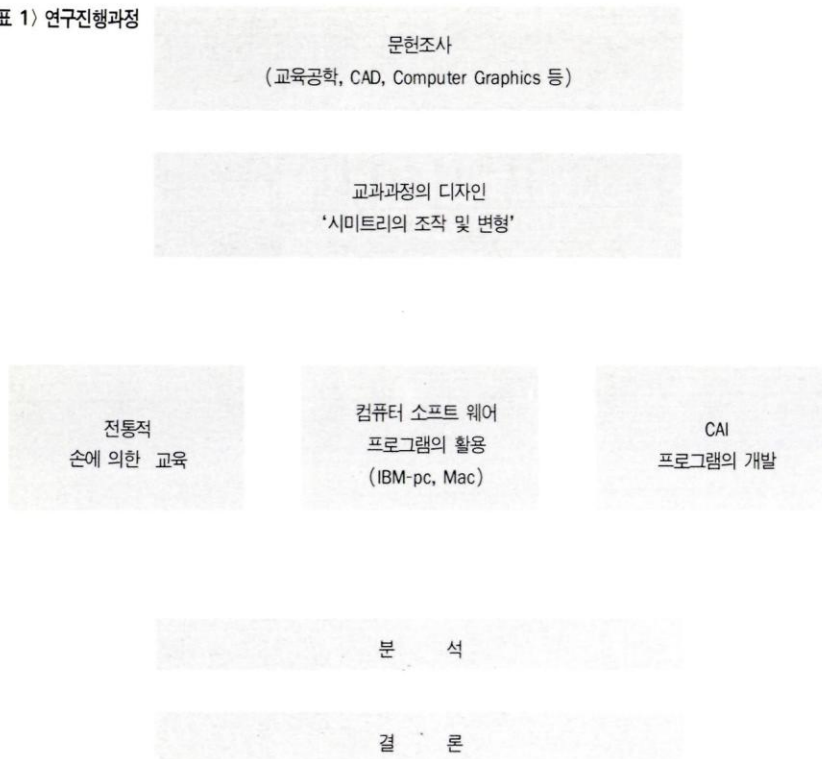 표 1) 연구진행과정
문헌조사
(교육공학, CAD, Computer Graphics 등)
교과과정의 디자인
‘시미트리의 조작 및 변형’
전통적
손에 의한 교육
컴퓨터 소프트 웨어
프로그램의 활용
(IBM-pc, Mac)
CAI
프로그램의 개발
분 석
결 론